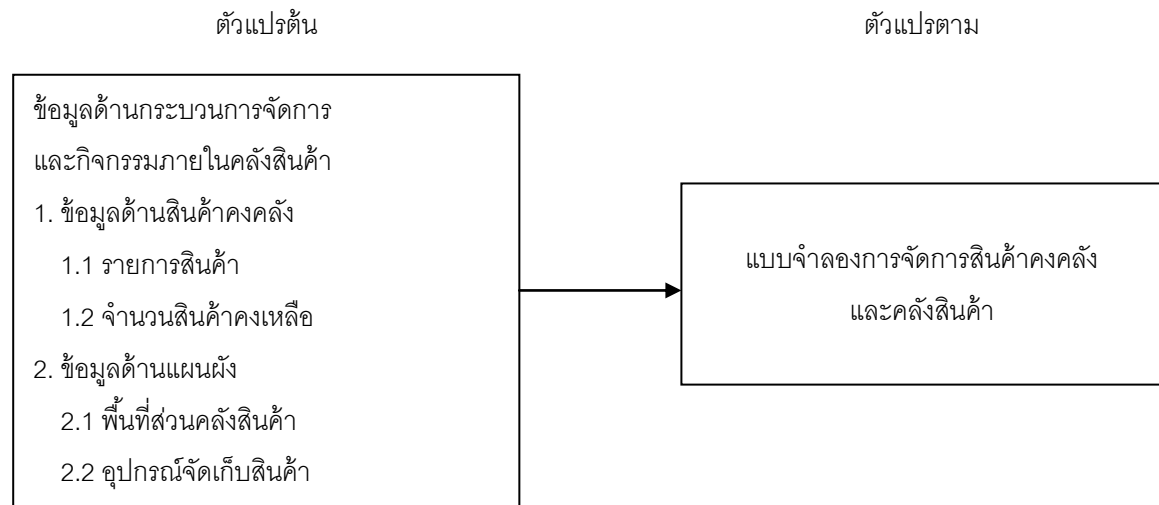 ตัวแปรต้น
ตัวแปรตาม
ข้อมูลด้านกระบวนการจัดการ
และกิจกรรมภายในคลังสินค้า
1. ข้อมูลด้านสินค้าคงคลัง
1.1 รายการสินค้า
1.2 จำนวนสินค้าคงเหลือ
2. ข้อมูลด้านแผนผัง
2.1 พื้นที่ส่วนคลังสินค้า
2.2 อุปกรณ์จัดเก็บสินค้า
แบบจำลองการจัดการสินค้าคงคลัง
และคลังสินค้า